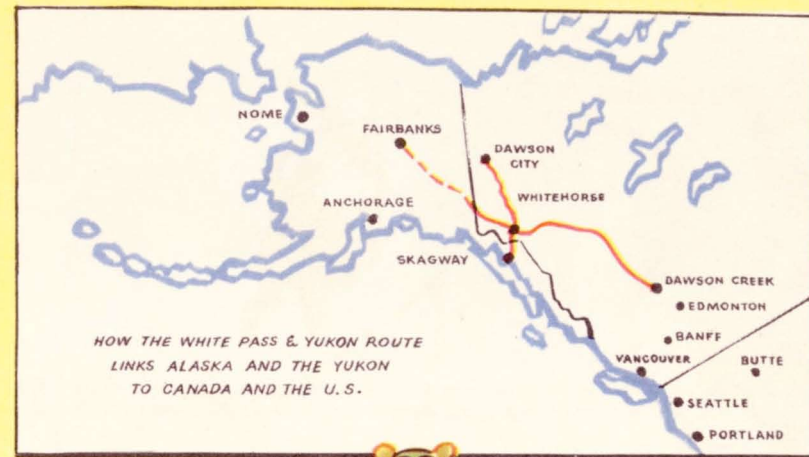 NOME
FAIRBANKS
DAWSON
CITY
ANCHORAGE
WHITEHORSE
SKAGWAY
DAWSON CREEK
EDMONTON
BANFF
VANCOUVER
BUTTE
SEATTLE
PORTLAND
HOW THE WHITE PASS & YUKON ROUTE
LINKS ALASKA AND THE YUKON
TO CANADA AND THE U.S.